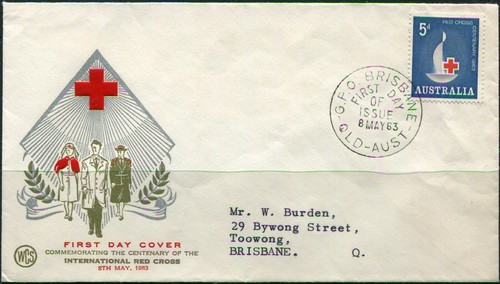 5d
RED CROSS
CENTENARY 1963
AUSTRALIA
G.P.O. BRISBANE
FIRST DAY
OF
ISSUE
8 MAY 63
QLD-AUST.
Mr. W. Burden,
29 Bywong Street,
Toowong,
BRISBANE. Q.
FIRST DAY COVER
COMMEMORATING THE CENTENARY OF THE
INTERNATIONAL RED CROSS
8TH MAY, 1963
WCS